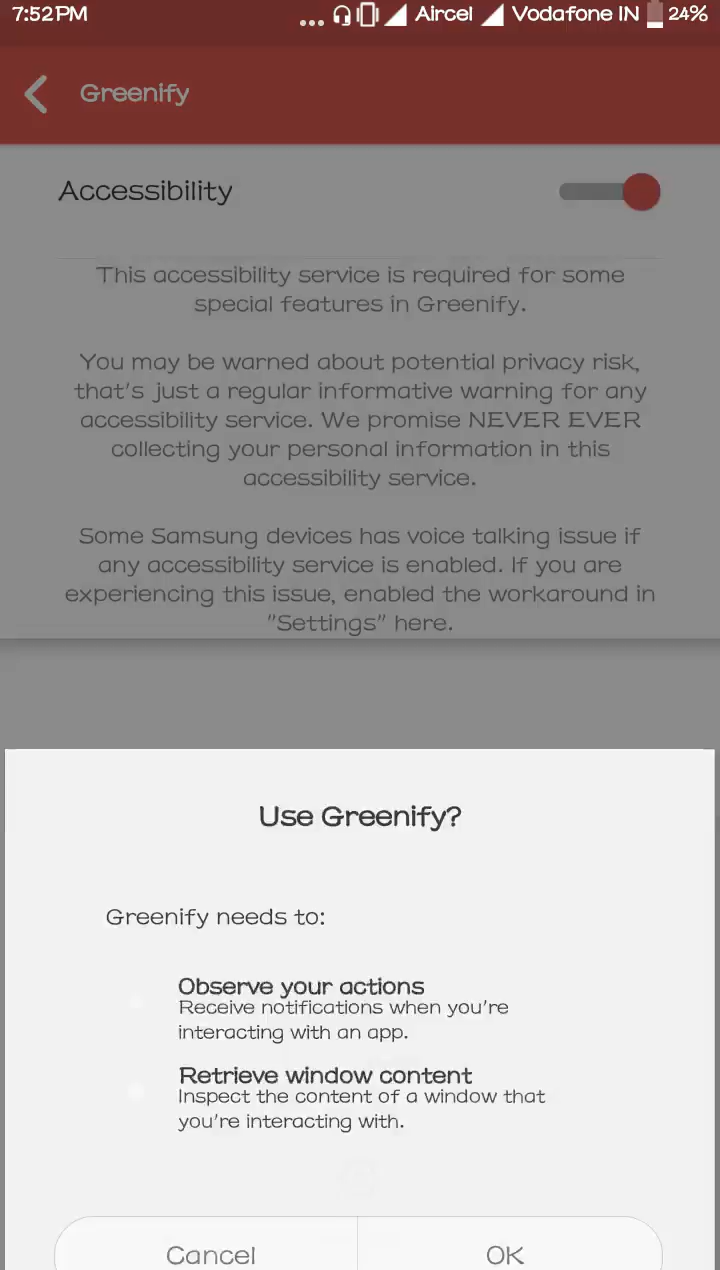 7:52PM ... Aircel Vodafone IN 24%
Greenify
Accessibility
This accessibility service is required for some
special features in Greenify.
You may be warned about potential privacy risk,
that's just a regular informative warning for any
accessibility service. We promise NEVER EVER
collecting your personal information in this
accessibility service.
Some Samsung devices has voice talking issue if
any accessibility service is enabled. If you are
experiencing this issue, enabled the workaround in
"Settings" here.
Use Greenify?
Greenify needs to:
Observe your actions
Receive notifications when you're
interacting with an app.
Retrieve window content
Inspect the content of a window that
you're interacting with.
Cancel OK